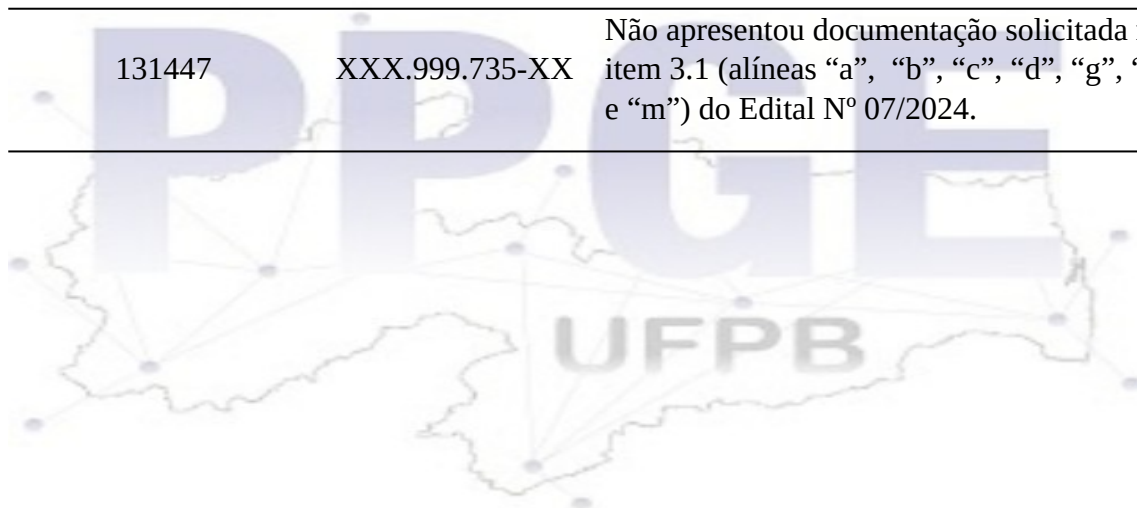 PPGE
Não apresentou documentação solicitada
131447 XXX.999.735-XX item 3.1 (alíneas “a”, “b”, “c”, “d”, “g”, “
e “m”) do Edital Nº 07/2024.
UFPB